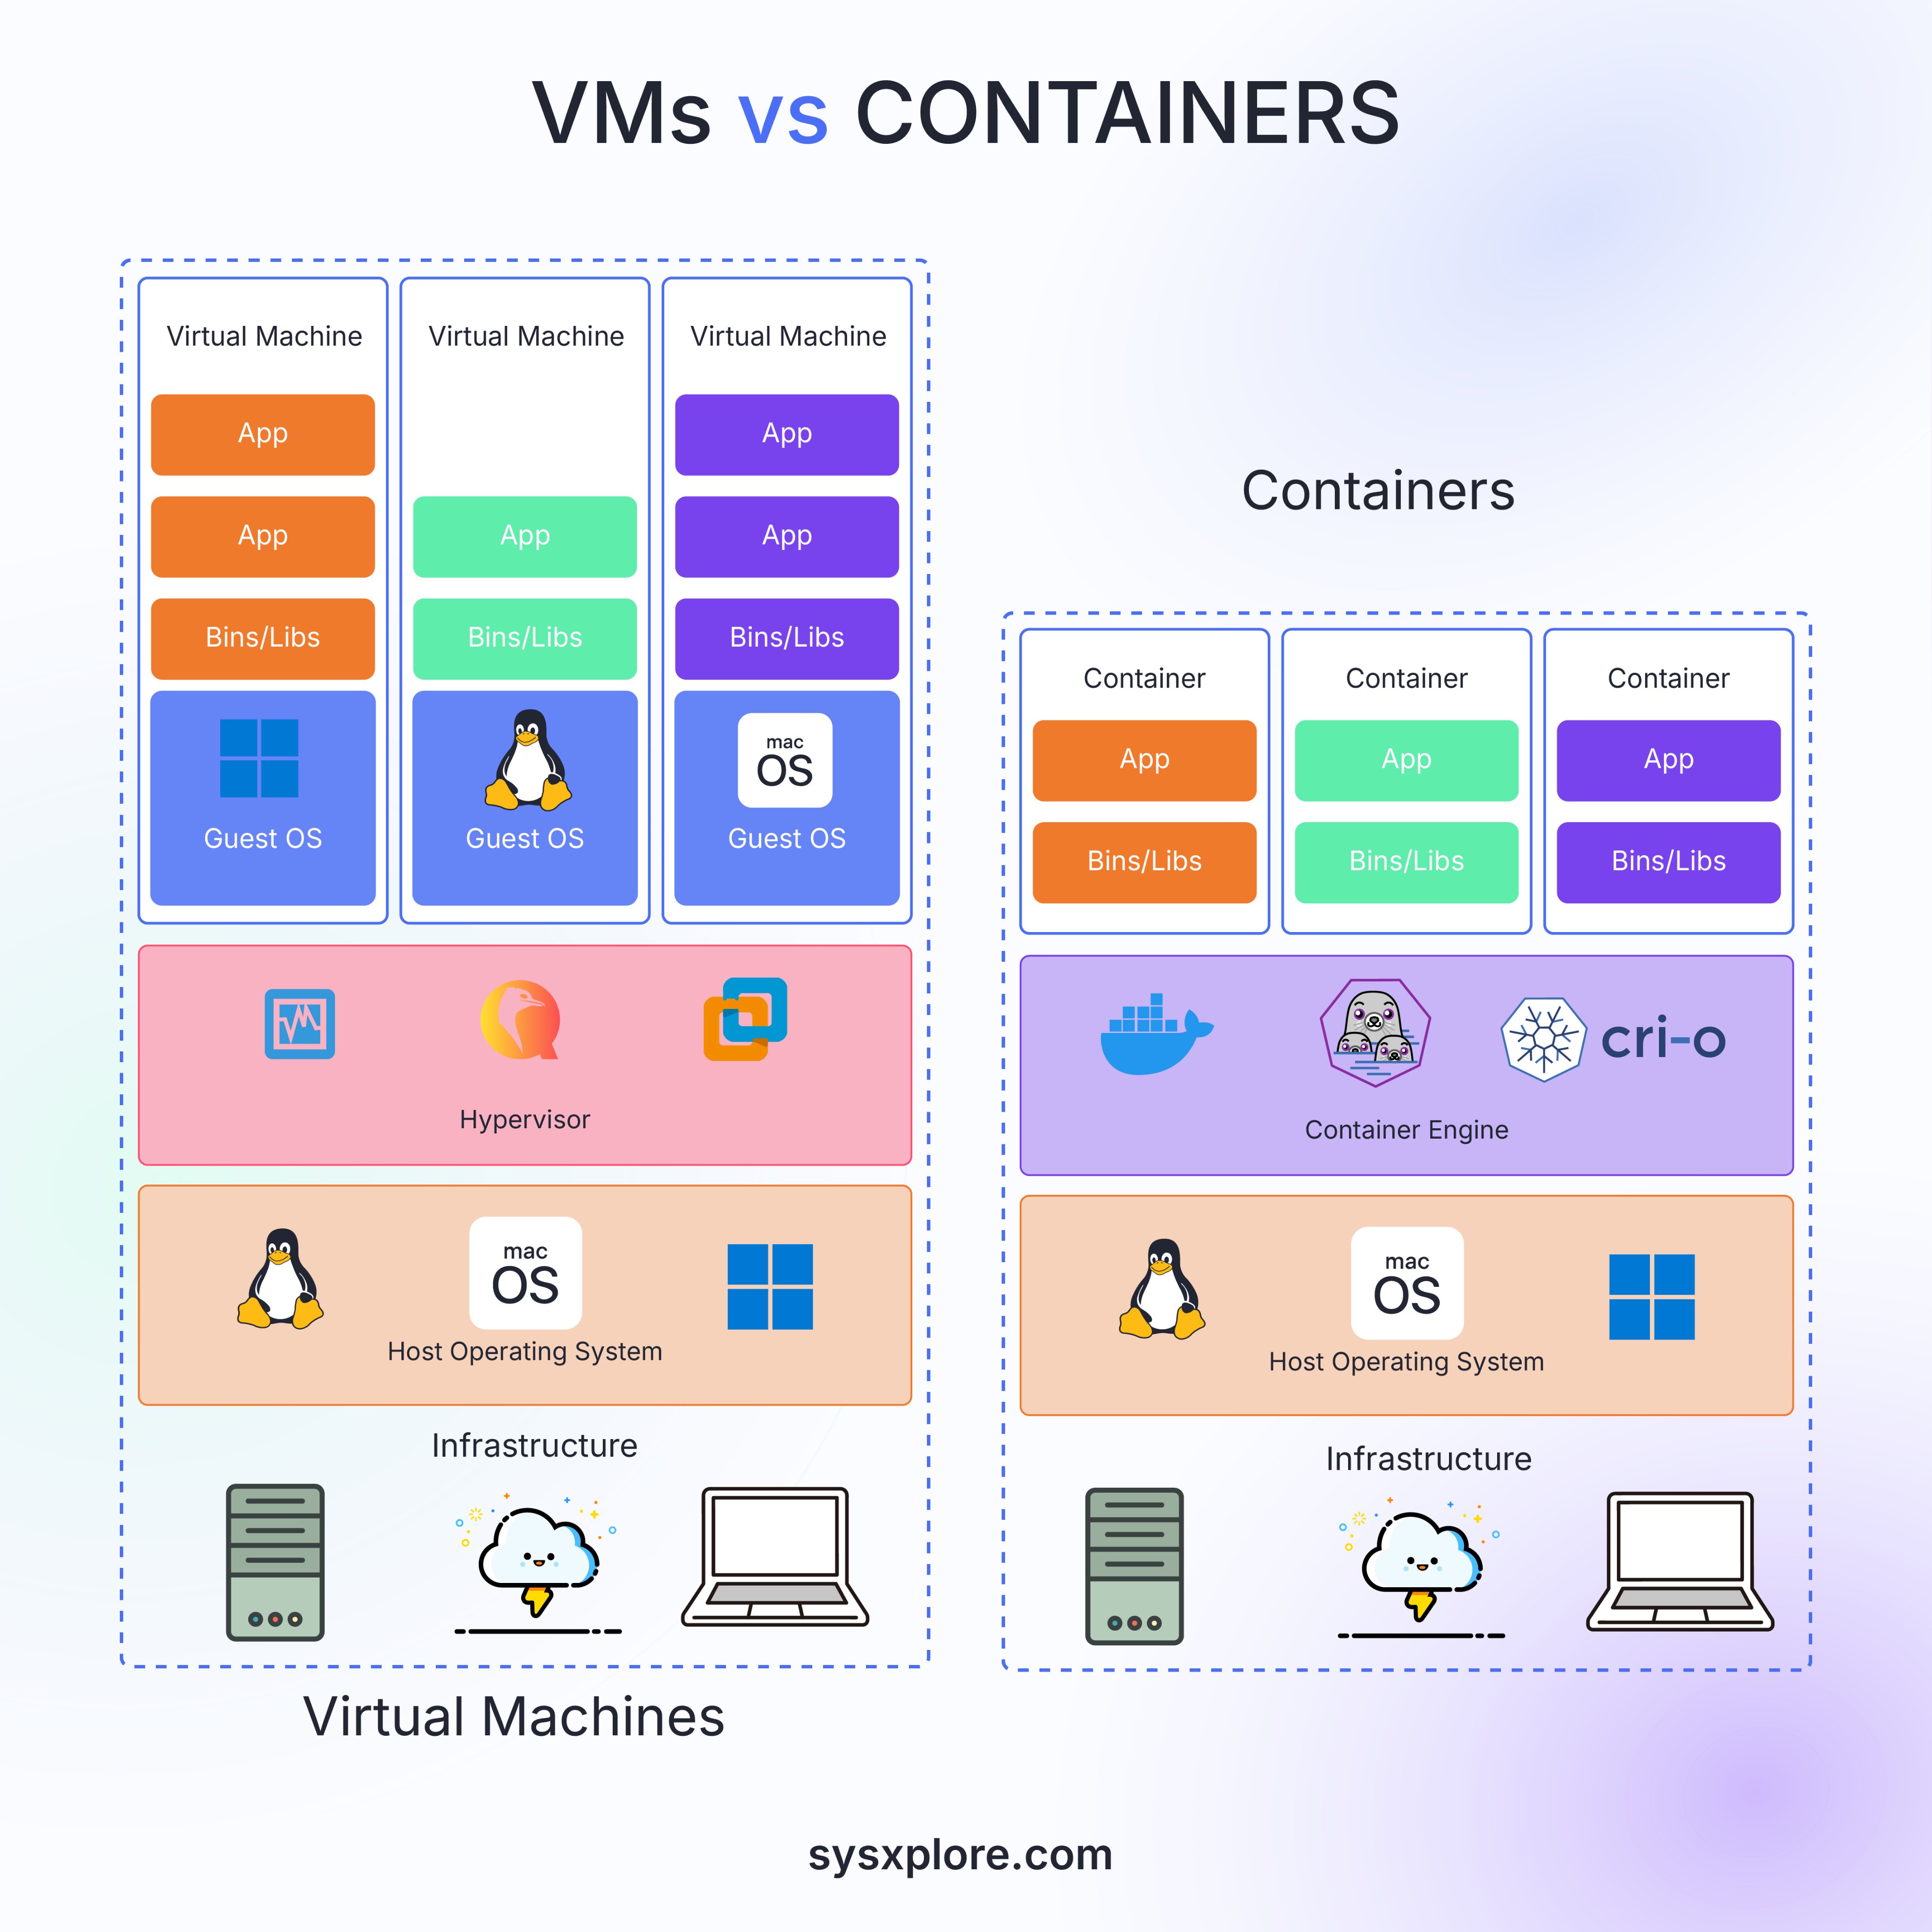 VMs vs CONTAINERS
Virtual Machine
App
App
Bins/Libs
Guest OS
Virtual Machine
App
Bins/Libs
Guest OS
Virtual Machine
App
App
Bins/Libs
mac
OS
Guest OS
Hypervisor
mac
OS
Host Operating System
Infrastructure
Virtual Machines
Containers
Container
App
Bins/Libs
Container
App
Bins/Libs
Container
App
Bins/Libs
cri-o
Container Engine
mac
OS
Host Operating System
Infrastructure
sysxplore.com